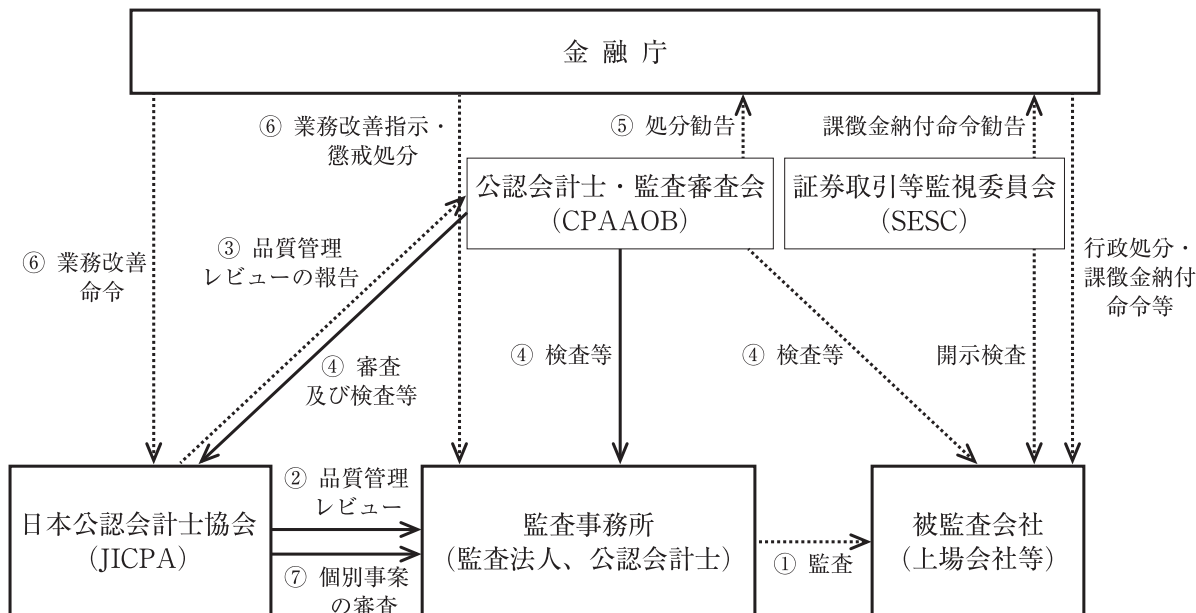 金融庁
⑥ 業務改善指示・
懲戒処分
⑤ 処分勧告
課徴金納付命令勧告
公認会計士・監査審査会
(CPAAOB)
証券取引等監視委員会
(SESC)
⑥ 業務改善
命令
③ 品質管理
レビューの報告
行政処分・
課徴金納付
命令等
④ 審査
及び検査等
④ 検査等
④ 検査等
開示検査
日本公認会計士協会
(JICPA)
② 品質管理
レビュー
⑦ 個別事案
の審査
監査事務所
(監査法人、公認会計士)
① 監査
被監査会社
(上場会社等)